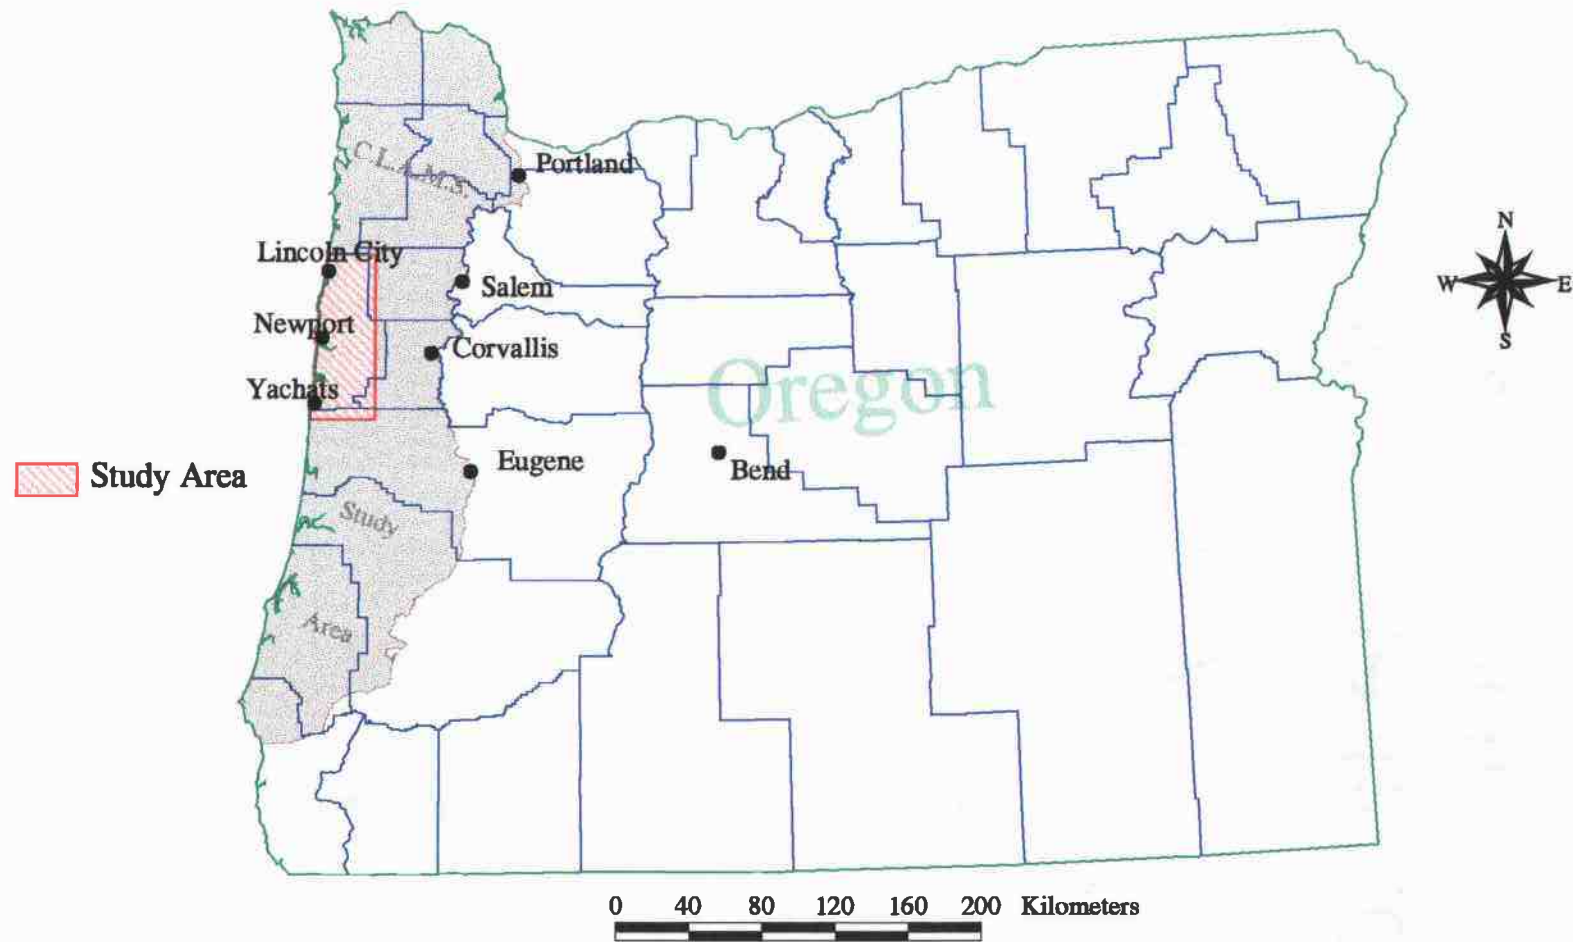 C.L.A.M.S.
Portland
N
Lincoln City
W
E
Salem
S
Newport
Corvallis
Oregon
Yachats
Eugene
Bend
Study Area
Study
Area
0 40 80 120 160 200 Kilometers